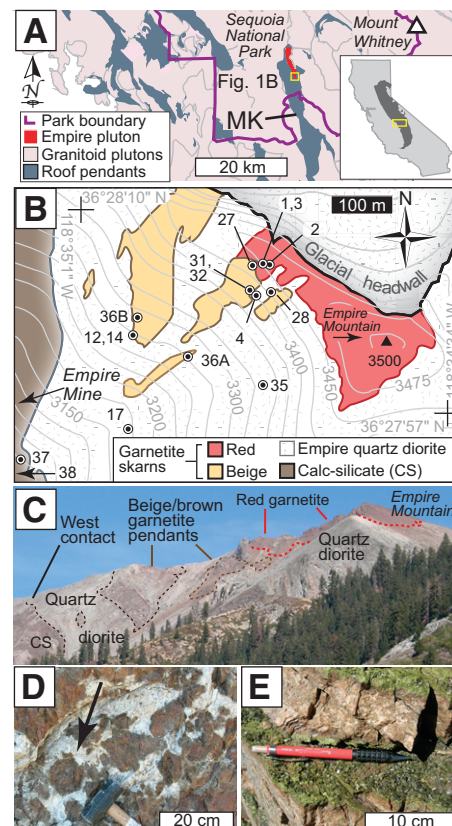 A
Sequoia
National
Park
Mount
Whitney
N
Fig. 1B
MK
Park boundary
Empire pluton
Granitoid plutons
Roof pendants
20 km
B
36°28'10" N
118°35'1" W
100 m
N
Glacial headwall
27
1,3
2
31,
32
28
4
36B
12,14
36A
35
17
37
38
Empire
Mine
Empire
Mountain
3500
3475
3450
3400
3300
3200
3150
118°34'34" W
36°27'57" N
Garnetite
skarns
Red
Beige
Empire quartz diorite
Calc-silicate (CS)
C
West
contact
Beige/brown
garnetite
pendants
Red garnetite
Empire
Mountain
Quartz
diorite
Quartz
diorite
CS
D
20 cm
E
10 cm